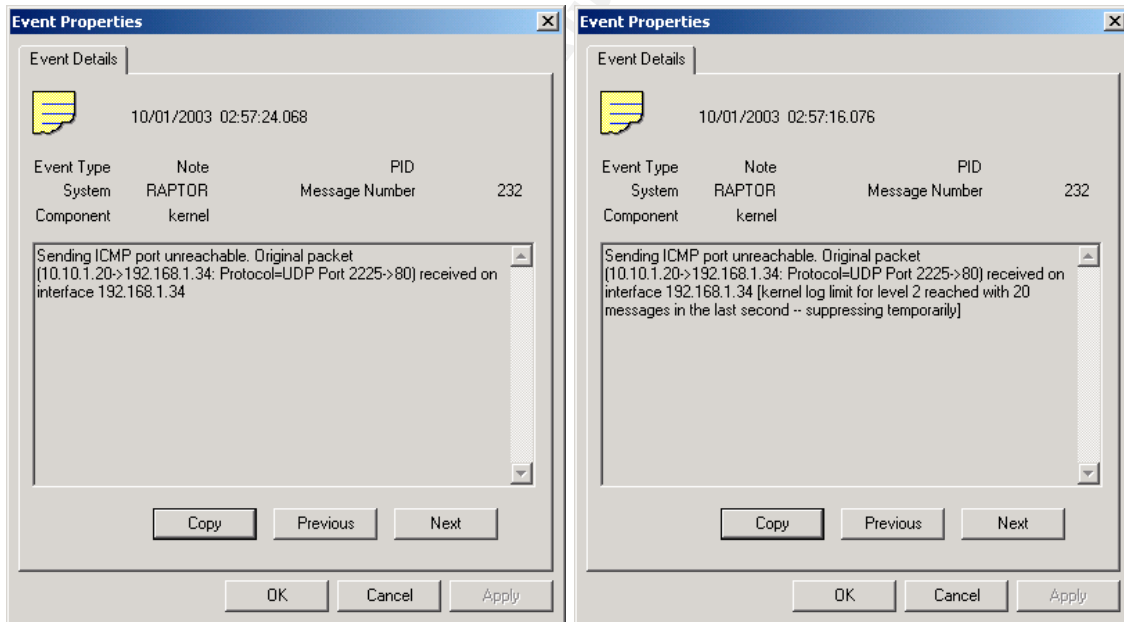 Event Properties
Event Details
10/01/2003 02:57:24.068
Event Type Note PID
System RAPTOR Message Number 232
Component kernel
Sending ICMP port unreachable. Original packet
(10.10.1.20->192.168.1.34: Protocol=UDP Port 2225->80) received on
interface 192.168.1.34
Copy Previous Next
OK Cancel Apply
Event Properties
Event Details
10/01/2003 02:57:16.076
Event Type Note PID
System RAPTOR Message Number 232
Component kernel
Sending ICMP port unreachable. Original packet
(10.10.1.20->192.168.1.34: Protocol=UDP Port 2225->80) received on
interface 192.168.1.34 [kernel log limit for level 2 reached with 20
messages in the last second -- suppressing temporarily]
Copy Previous Next
OK Cancel Apply